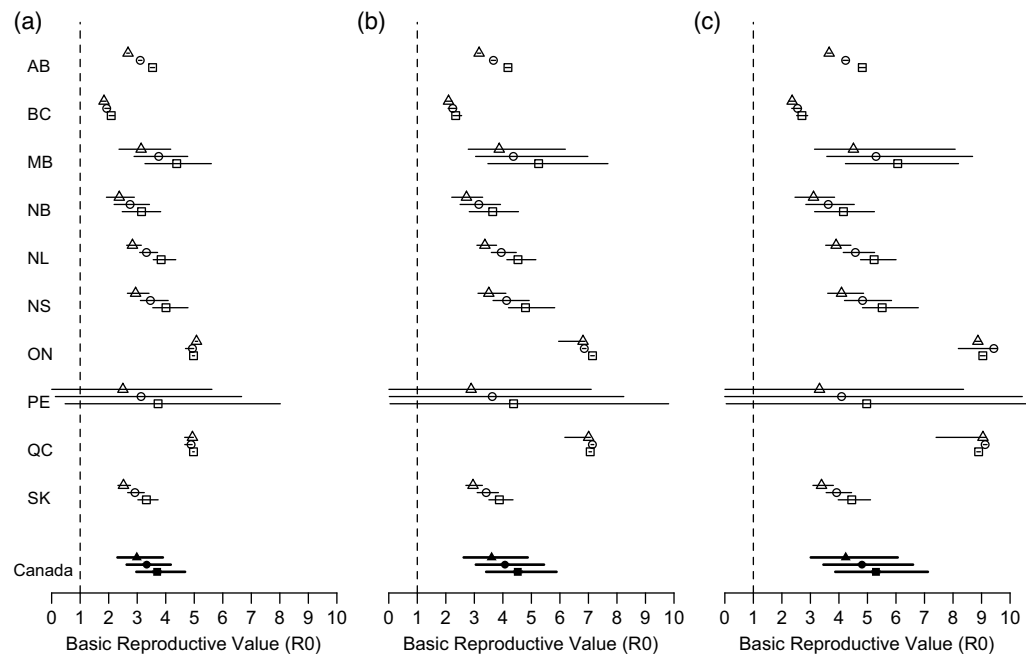 (a) (b) (c)
AB
BC
MB
NB
NL
NS
ON
PE
QC
SK
Canada
0 1 2 3 4 5 6 7 8 9 10 0 1 2 3 4 5 6 7 8 9 10 0 1 2 3 4 5 6 7 8 9 10
Basic Reproductive Value (R0) Basic Reproductive Value (R0) Basic Reproductive Value (R0)